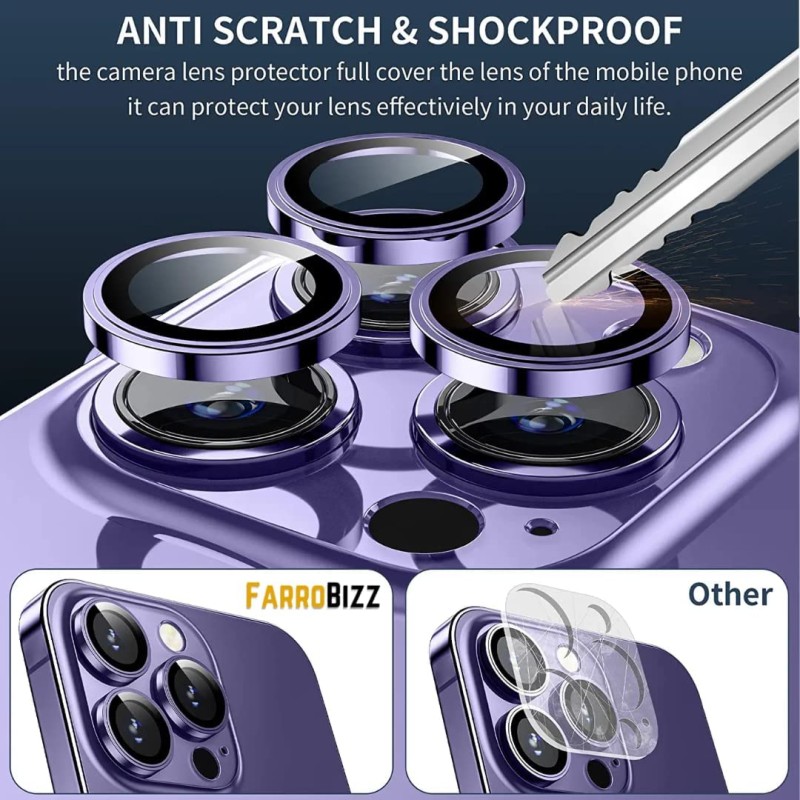 ANTI SCRATCH & SHOCKPROOF
the camera lens protector full cover the lens of the mobile phone
it can protect your lens effectiviely in your daily life.
FARROBIZZ
Other